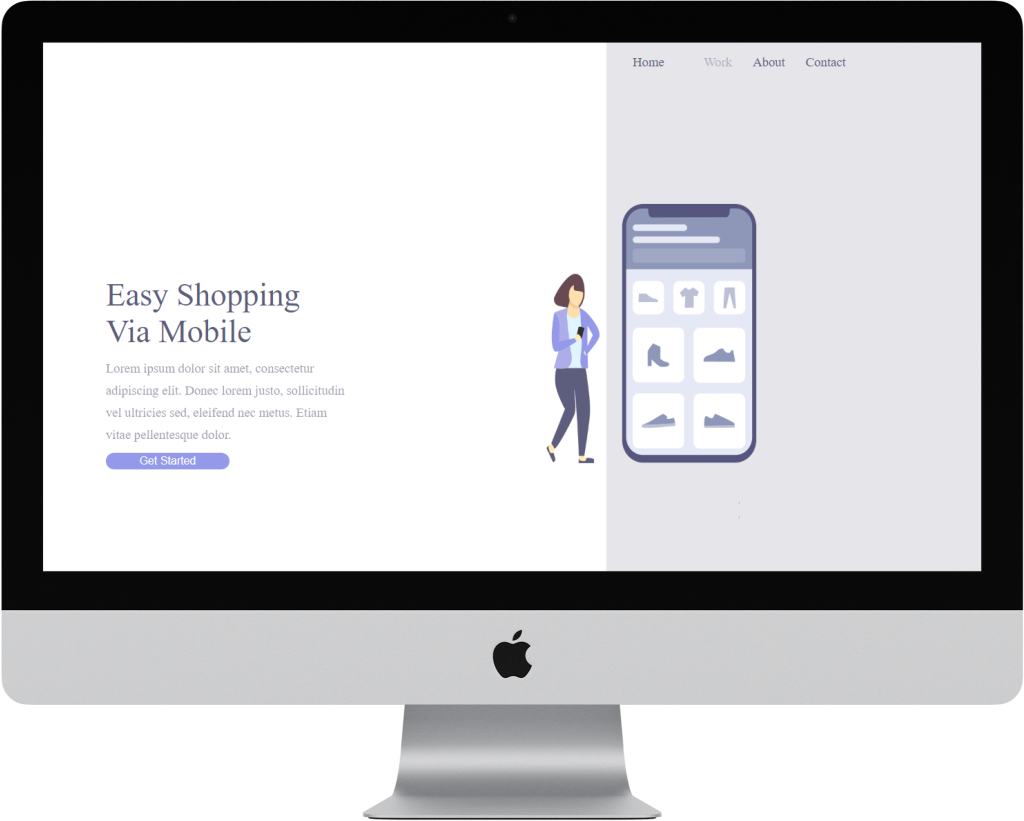 Home Work About Contact
Easy Shopping
Via Mobile
Lorem ipsum dolor sit amet, consectetur
adipiscing elit. Donec lorem justo, sollicitudin
vel ultricies sed, eleifend nec metus. Etiam
vitae pellentesque dolor.
Get Started